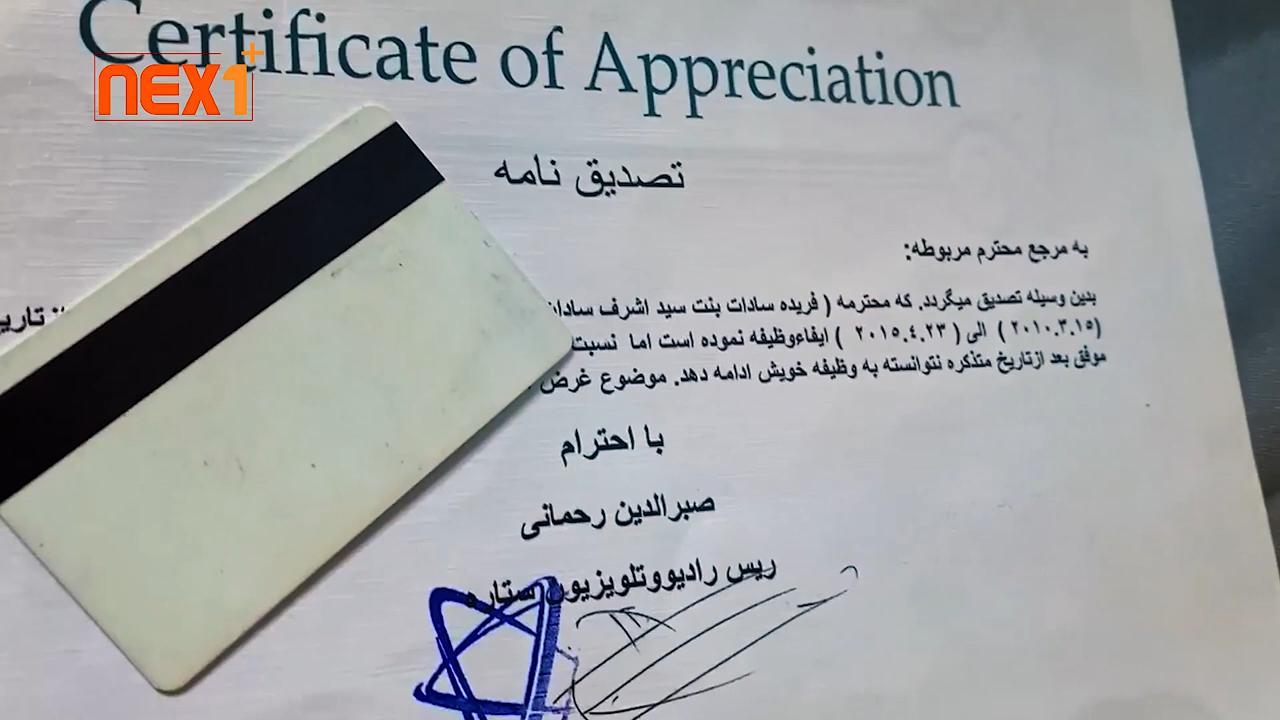 Certificate of Appreciation
NEX1+
تصدیق نامه
به مرجع محترم مربوطه:
بدین وسیله تصدیق میگردد. که محترمه ( فریده سادات بنت سید اشرف سادات
(۲۰۱۰.۳.۱۵) الی ( ۲۰۱۵.٤.۲۳ ) ایفاءوظیفه نموده است اما نسبت
موفق بعد ازتاریخ متذکره نتوانسته به وظیفه خویش ادامه دهد. موضوع غرض
با احترام
صبرالدین رحمانی
ریس رادیووتلویزیون ستاره